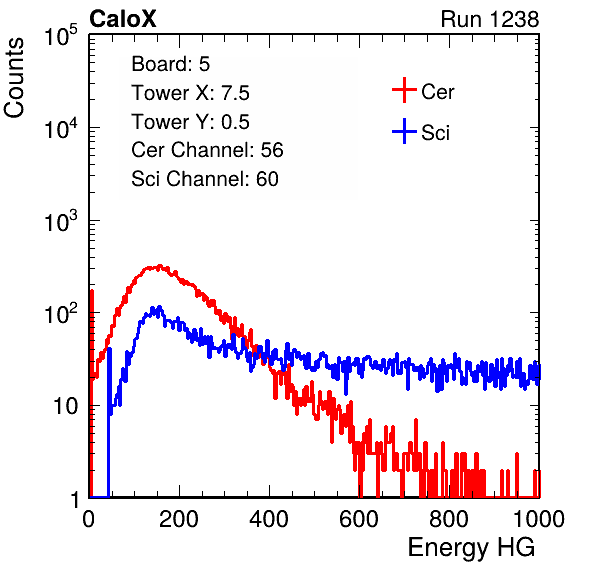 CaloX Run 1238
Counts
Board: 5
Tower X: 7.5
Tower Y: 0.5
Cer Channel: 56
Sci Channel: 60
Cer
Sci
10^5
10^4
10^3
10^2
10
1
0 200 400 600 800 1000
Energy HG